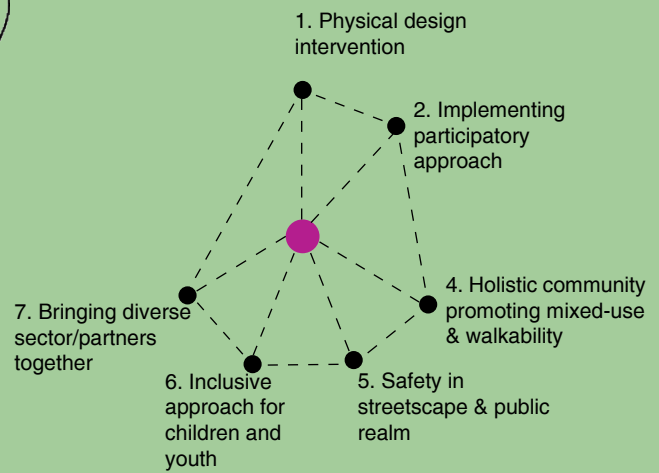 1. Physical design
intervention
2. Implementing
participatory
approach
4. Holistic community
promoting mixed-use
& walkability
5. Safety in
streetscape & public
realm
6. Inclusive
approach for
children and
youth
7. Bringing diverse
sector/partners
together